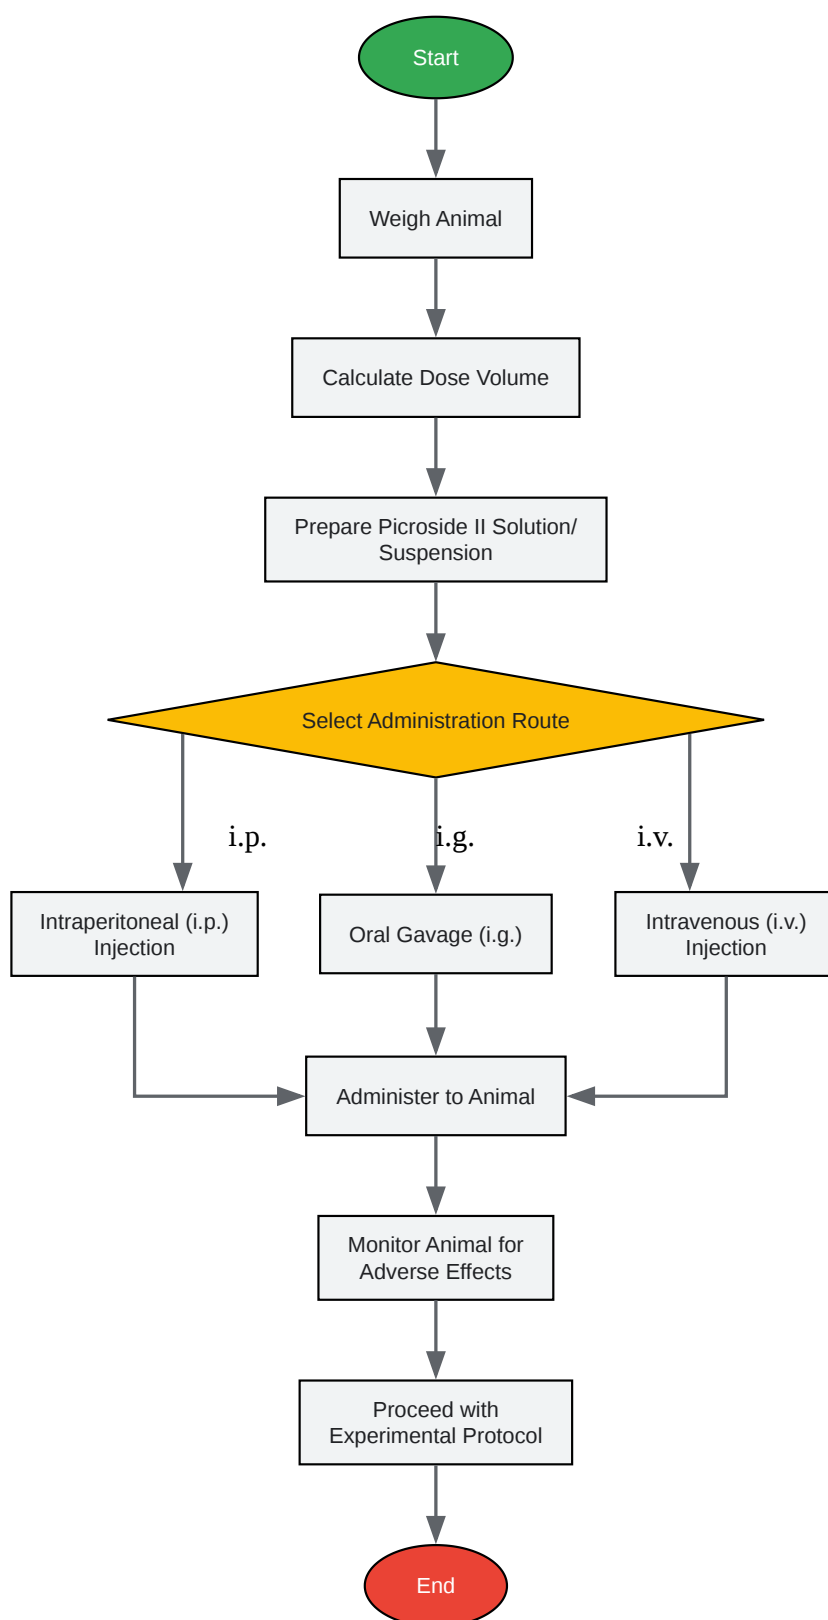 Start
Weigh Animal
Calculate Dose Volume
Prepare Picroside II Solution/
Suspension
Select Administration Route
i.p.
i.g.
i.v.
Intraperitoneal (i.p.)
Injection
Oral Gavage (i.g.)
Intravenous (i.v.)
Injection
Administer to Animal
Monitor Animal for
Adverse Effects
Proceed with
Experimental Protocol
End